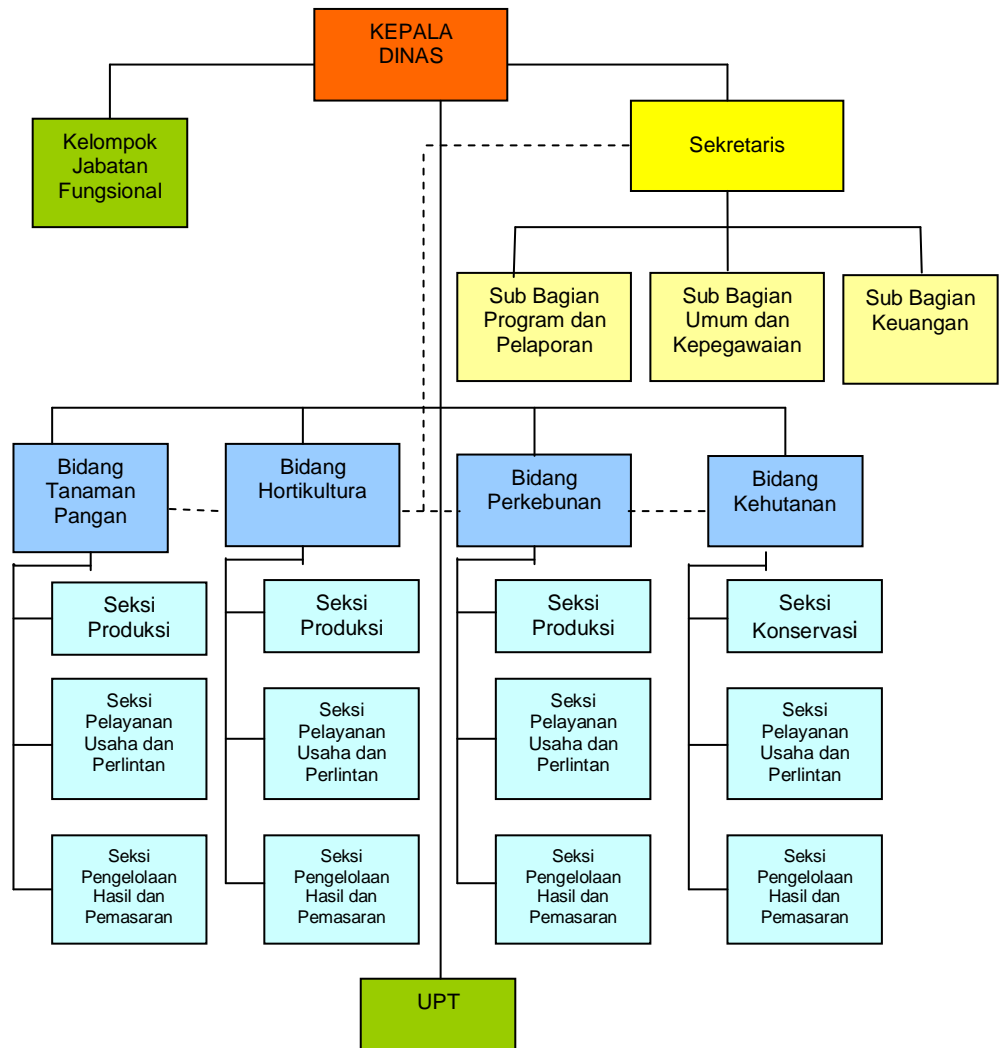 KEPALA
DINAS
Kelompok
Jabatan
Fungsional
Sekretaris
Sub Bagian
Program dan
Pelaporan
Sub Bagian
Umum dan
Kepegawaian
Sub Bagian
Keuangan
Bidang
Tanaman
Pangan
Bidang
Hortikultura
Bidang
Perkebunan
Bidang
Kehutanan
Seksi
Produksi
Seksi
Produksi
Seksi
Produksi
Seksi
Konservasi
Seksi
Pelayanan
Usaha dan
Perlintan
Seksi
Pelayanan
Usaha dan
Perlintan
Seksi
Pelayanan
Usaha dan
Perlintan
Seksi
Pelayanan
Usaha dan
Perlintan
Seksi
Pengelolaan
Hasil dan
Pemasaran
Seksi
Pengelolaan
Hasil dan
Pemasaran
Seksi
Pengelolaan
Hasil dan
Pemasaran
Seksi
Pengelolaan
Hasil dan
Pemasaran
UPT